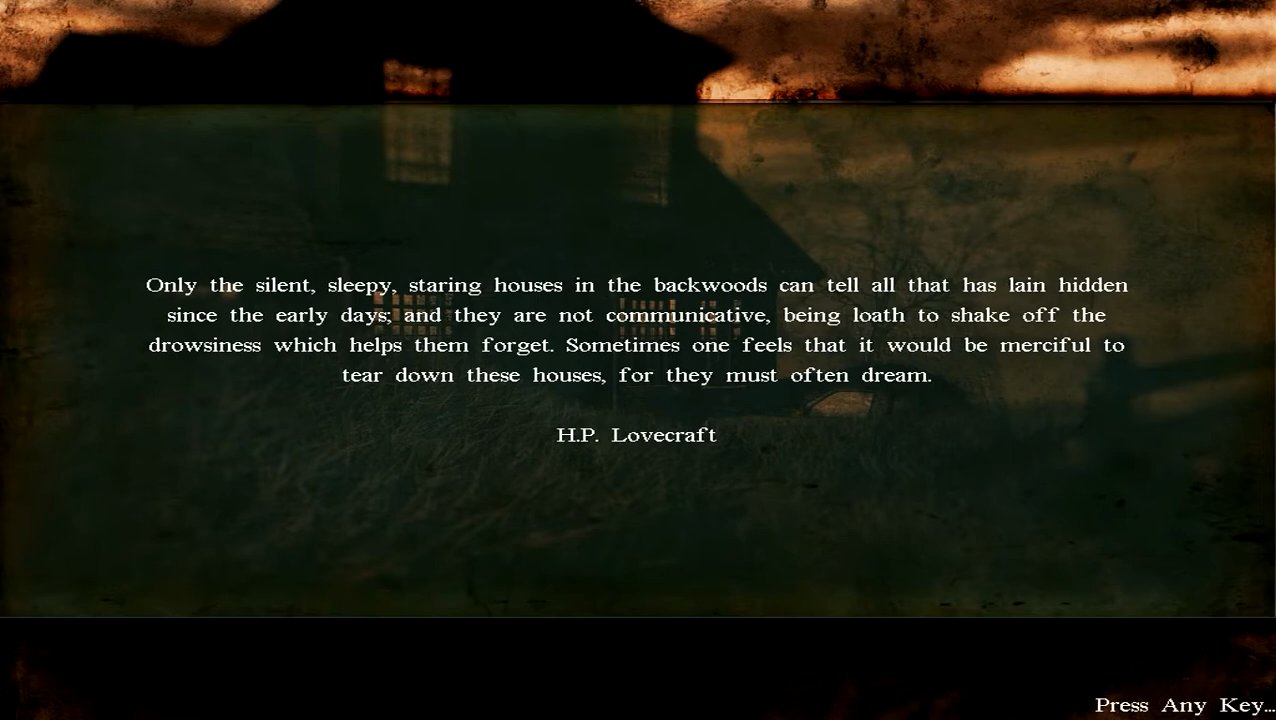 Only the silent, sleepy, staring houses in the backwoods can tell all that has lain hidden
since the early days; and they are not communicative, being loath to shake off the
drowsiness which helps them forget. Sometimes one feels that it would be merciful to
tear down these houses, for they must often dream.
H.P. Lovecraft
Press Any Key...